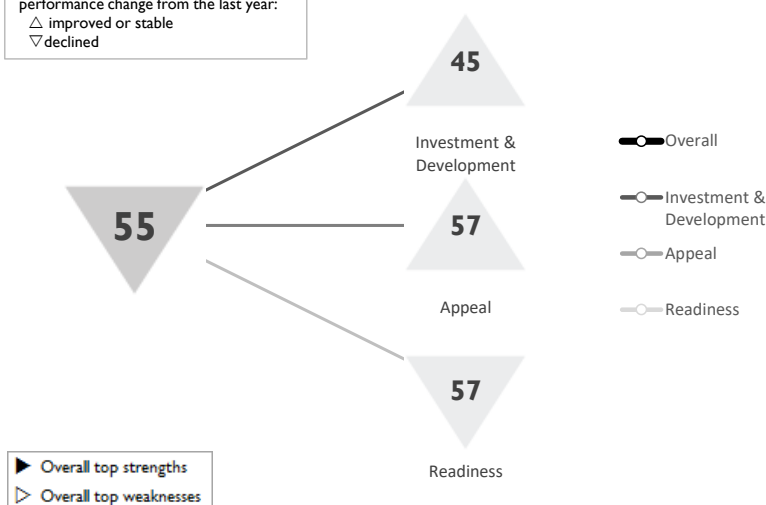 performance change from the last year:
△ improved or stable
▽ declined
45
Investment &
Development
55
57
Appeal
57
Readiness
Overall
Investment &
Development
Appeal
Readiness
▶ Overall top strengths
▷ Overall top weaknesses